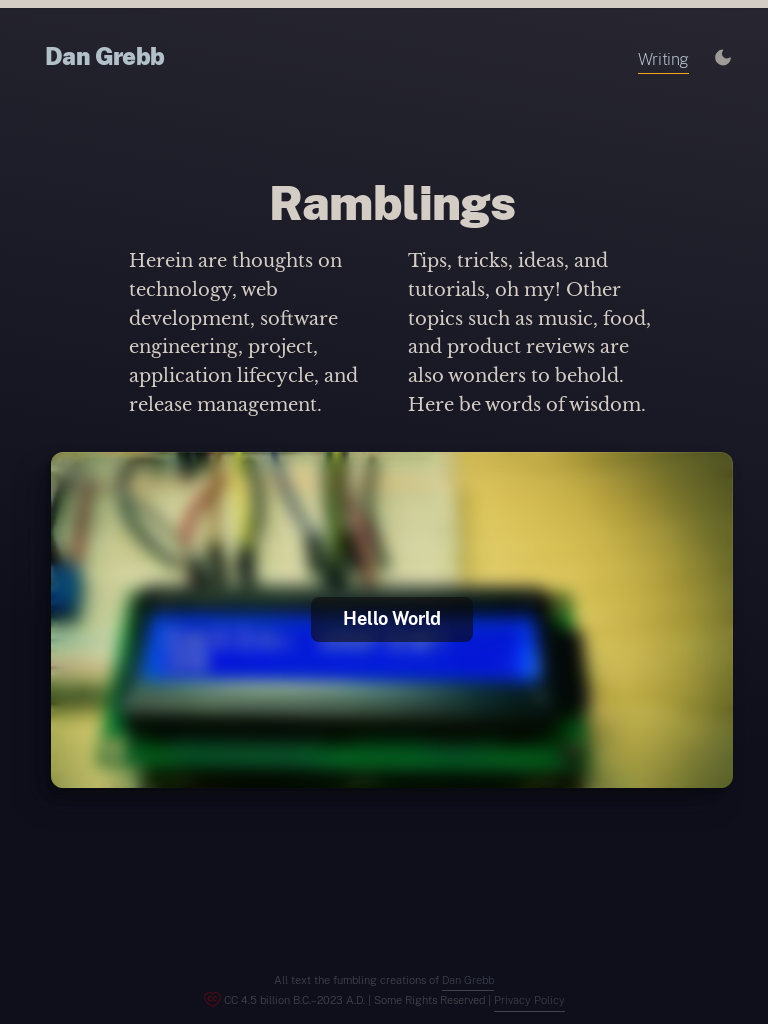 Dan Grebb
Writing
Ramblings
Herein are thoughts on
technology, web
development, software
engineering, project,
application lifecycle, and
release management.
Tips, tricks, ideas, and
tutorials, oh my! Other
topics such as music, food,
and product reviews are
also wonders to behold.
Here be words of wisdom.
Hello World
All text the fumbling creations of Dan Grebb
CC 4.5 billion B.C.–2023 A.D. | Some Rights Reserved | Privacy Policy